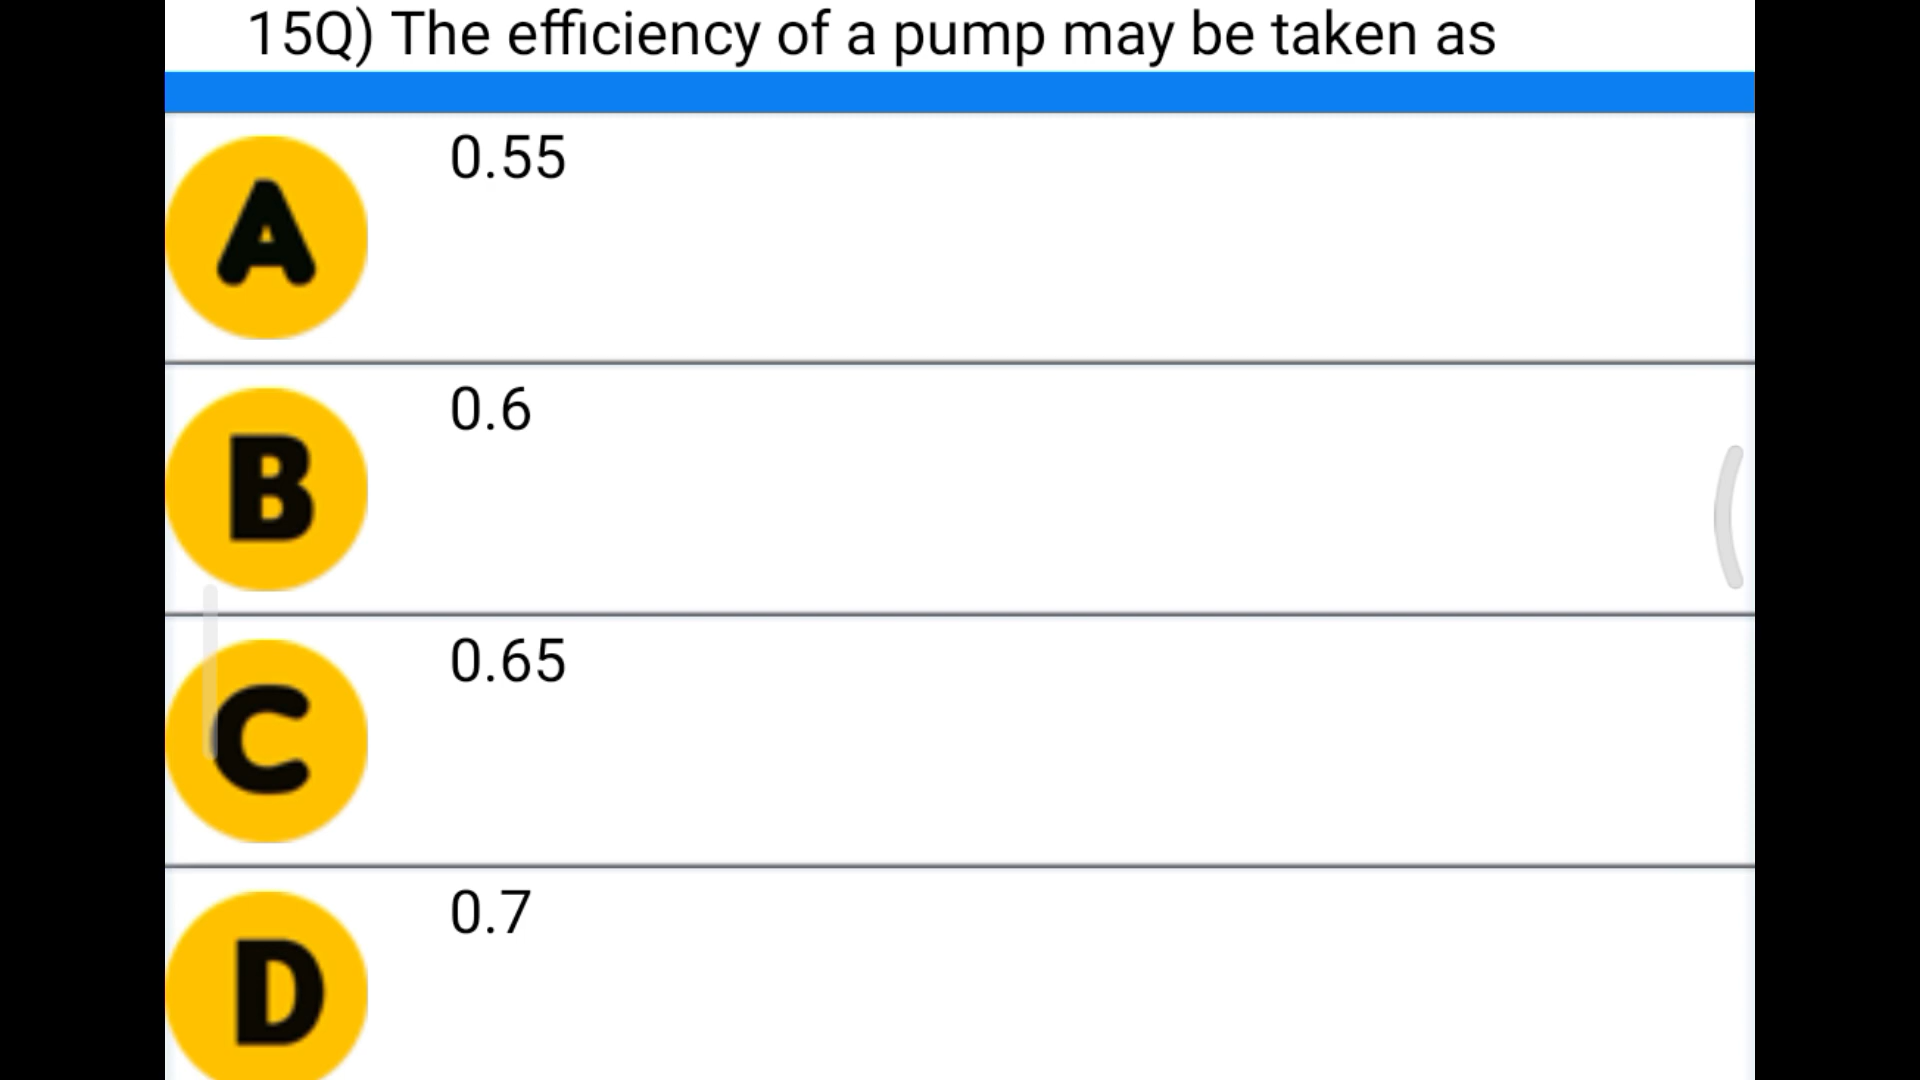 15Q) The efficiency of a pump may be taken as
A 0.55
B 0.6
C 0.65
D 0.7